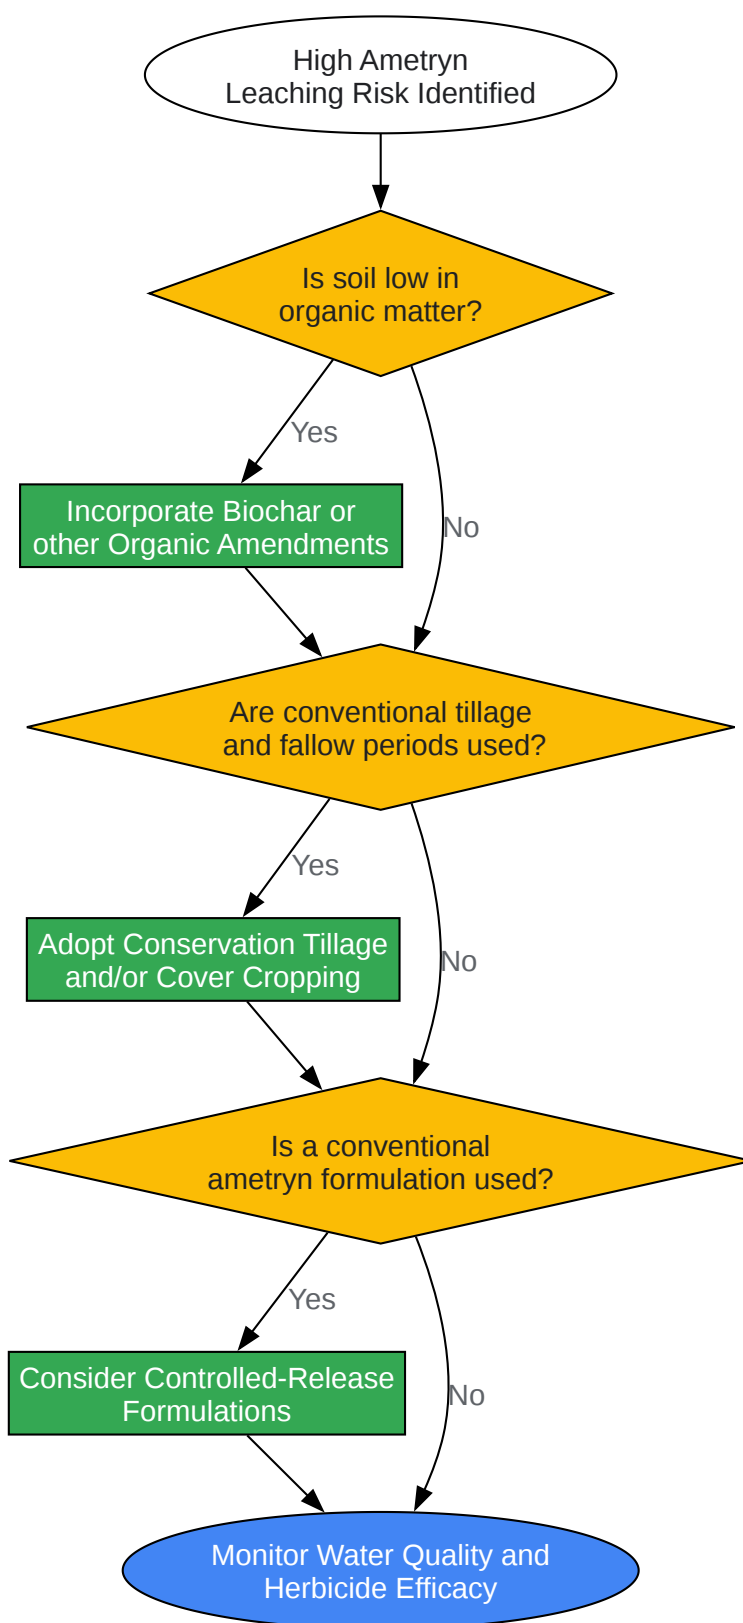 High Ametryn
Leaching Risk Identified
Is soil low in
organic matter?
Yes
Incorporate Biochar or
other Organic Amendments
No
Are conventional tillage
and fallow periods used?
Yes
Adopt Conservation Tillage
and/or Cover Cropping
No
Is a conventional
ametryn formulation used?
Yes
Consider Controlled-Release
Formulations
No
Monitor Water Quality and
Herbicide Efficacy